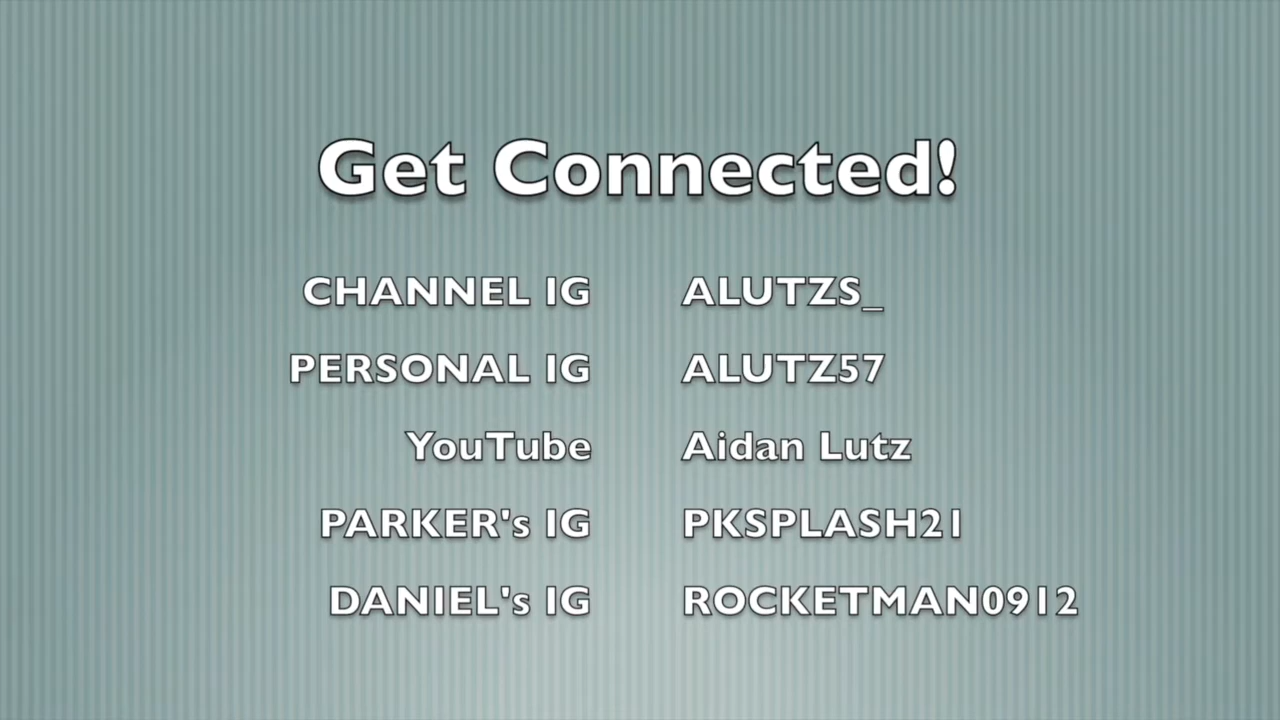 Get Connected!
CHANNEL IG ALUTZS_
PERSONAL IG ALUTZ57
YouTube Aidan Lutz
PARKER's IG PKSPLASH21
DANIEL's IG ROCKETMAN0912